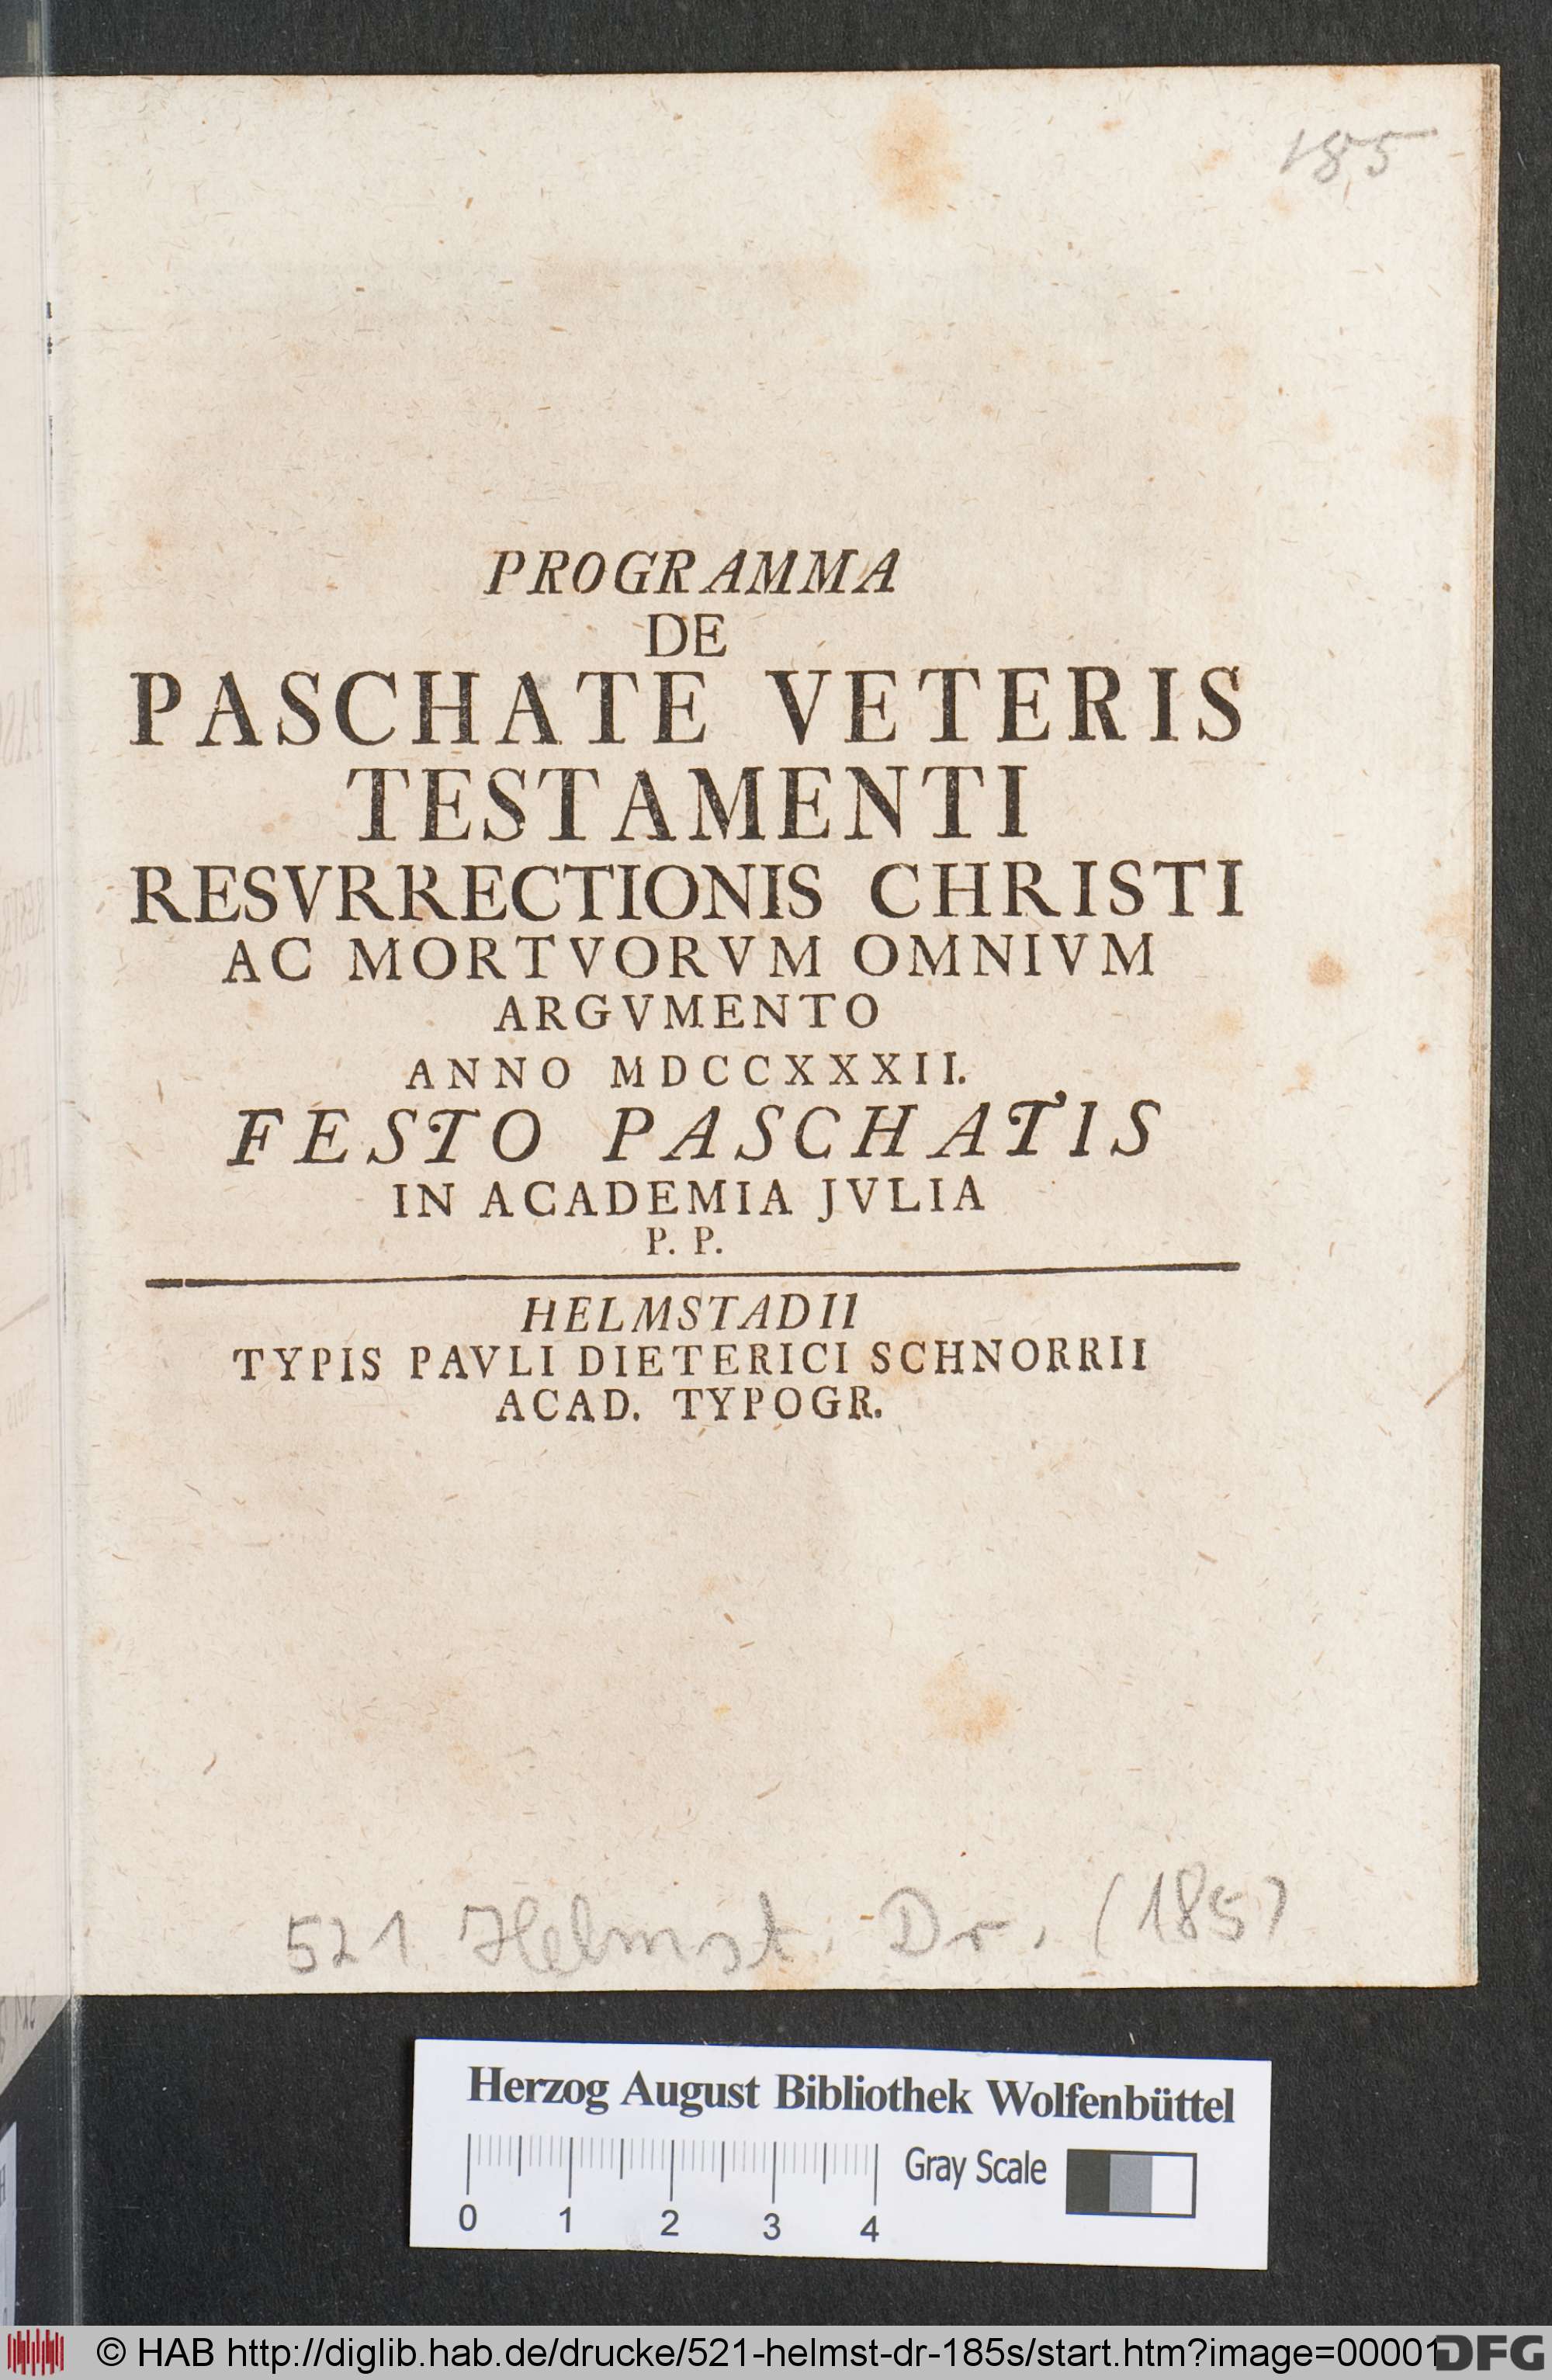 185
PROGRAMMA
DE
PASCHATE VETERIS
TESTAMENTI
RESVRRECTIONIS CHRISTI
AC MORTVORVM OMNIVM
ARGVMENTO
ANNO MDCCXXXII.
FESTO PASCHATIS
IN ACADEMIA JVLIA
P. P.
HELMSTADII
TYPIS PAVLI DIETERICI SCHNORRII
ACAD. TYPOGR.
521 Helmst. Dr. (185)
Herzog August Bibliothek Wolfenbüttel
Gray Scale
0 1 2 3 4
© HAB http://diglib.hab.de/drucke/521-helmst-dr-185s/start.htm?image=00001
DFG